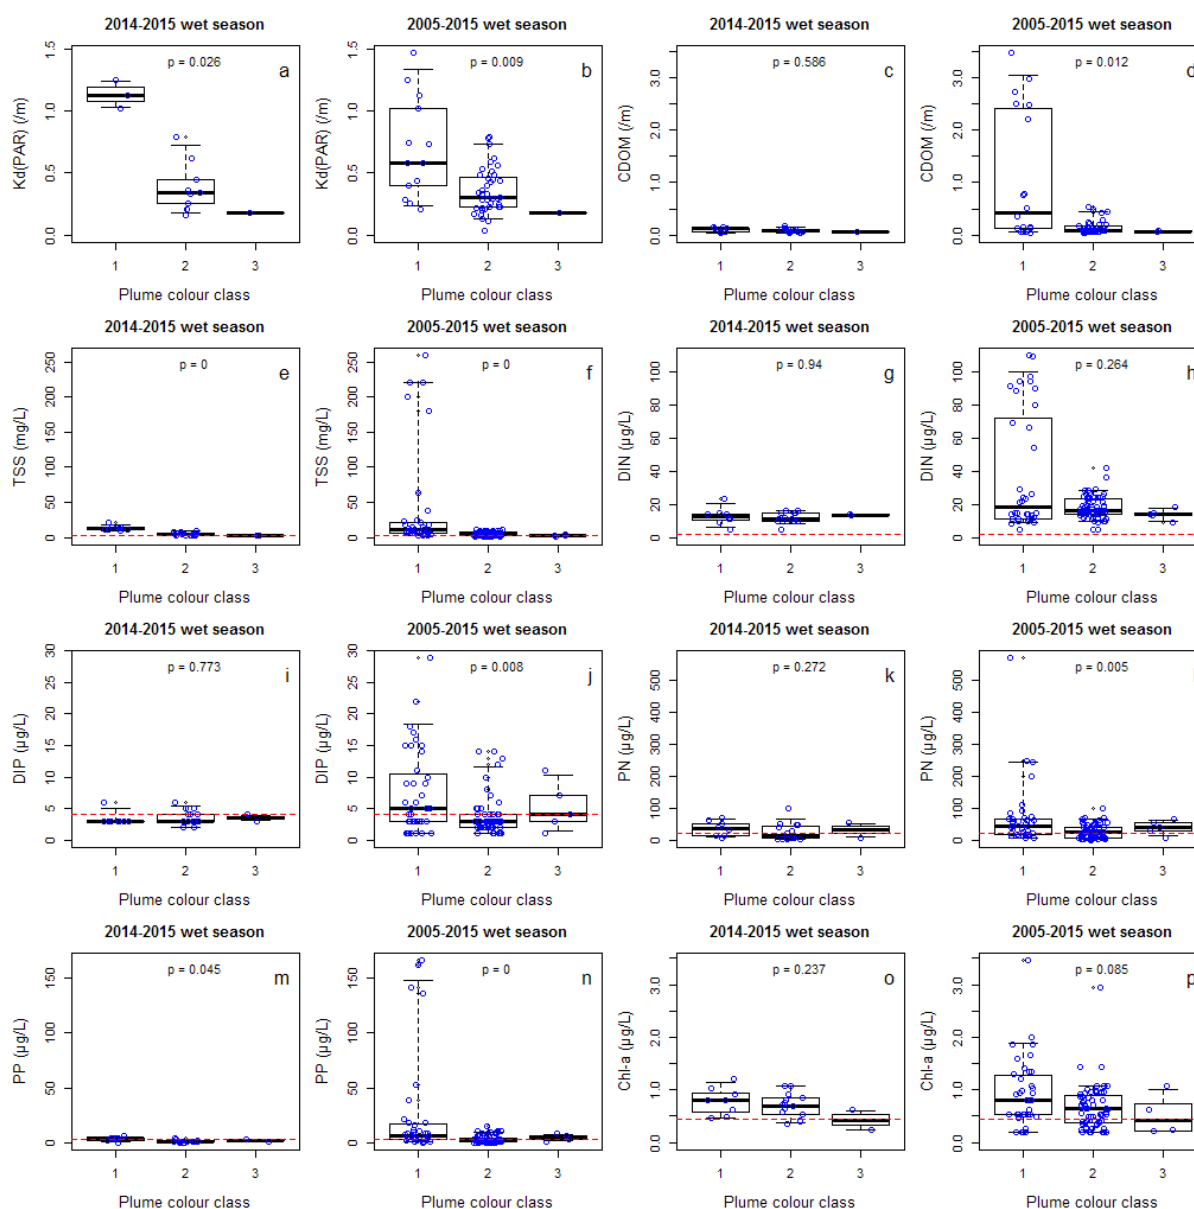 2014-2015 wet season
p = 0.026
a
Kd(PAR) (/m)
0.0 0.5 1.0 1.5
1 2 3
Plume colour class
2005-2015 wet season
p = 0.009
b
Kd(PAR) (/m)
0.0 0.5 1.0 1.5
1 2 3
Plume colour class
2014-2015 wet season
p = 0.586
c
CDOM (/m)
0.0 1.0 2.0 3.0
1 2 3
Plume colour class
2005-2015 wet season
p = 0.012
d
CDOM (/m)
0.0 1.0 2.0 3.0
1 2 3
Plume colour class
2014-2015 wet season
p = 0
e
TSS (mg/L)
0 50 100 150 200 250
1 2 3
Plume colour class
2005-2015 wet season
p = 0
f
TSS (mg/L)
0 50 100 150 200 250
1 2 3
Plume colour class
2014-2015 wet season
p = 0.94
g
DIN (µg/L)
0 20 40 60 80 100
1 2 3
Plume colour class
2005-2015 wet season
p = 0.264
h
DIN (µg/L)
0 20 40 60 80 100
1 2 3
Plume colour class
2014-2015 wet season
p = 0.773
i
DIP (µg/L)
0 5 10 15 20 25 30
1 2 3
Plume colour class
2005-2015 wet season
p = 0.008
j
DIP (µg/L)
0 5 10 15 20 25 30
1 2 3
Plume colour class
2014-2015 wet season
p = 0.272
k
PN (µg/L)
0 100 200 300 400 500
1 2 3
Plume colour class
2005-2015 wet season
p = 0.005
l
PN (µg/L)
0 100 200 300 400 500
1 2 3
Plume colour class
2014-2015 wet season
p = 0.045
m
PP (µg/L)
0 50 100 150
1 2 3
Plume colour class
2005-2015 wet season
p = 0
n
PP (µg/L)
0 50 100 150
1 2 3
Plume colour class
2014-2015 wet season
p = 0.237
o
Chl-a (µg/L)
0.0 1.0 2.0 3.0
1 2 3
Plume colour class
2005-2015 wet season
p = 0.085
p
Chl-a (µg/L)
0.0 1.0 2.0 3.0
1 2 3
Plume colour class